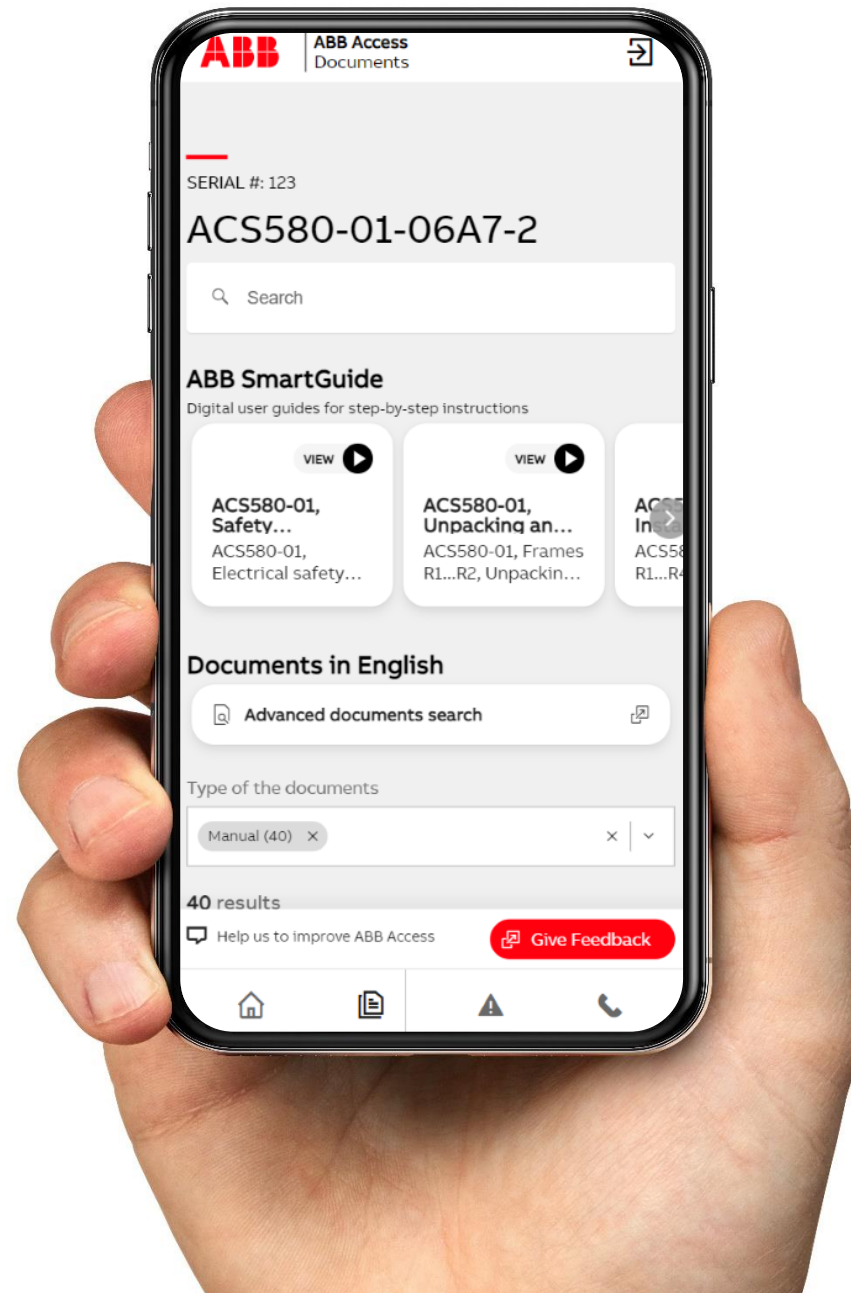 ABB
ABB Access
Documents
SERIAL #: 123
ACS580-01-06A7-2
Search
ABB SmartGuide
Digital user guides for step-by-step instructions
VIEW
VIEW
ACS580-01,
Safety...
ACS580-01,
Electrical safety...
ACS580-01,
Unpacking an...
ACS580-01, Frames
R1...R2, Unpackin...
ACS58
R1...R4
Documents in English
Advanced documents search
Type of the documents
Manual (40)
40 results
Help us to improve ABB Access
Give Feedback